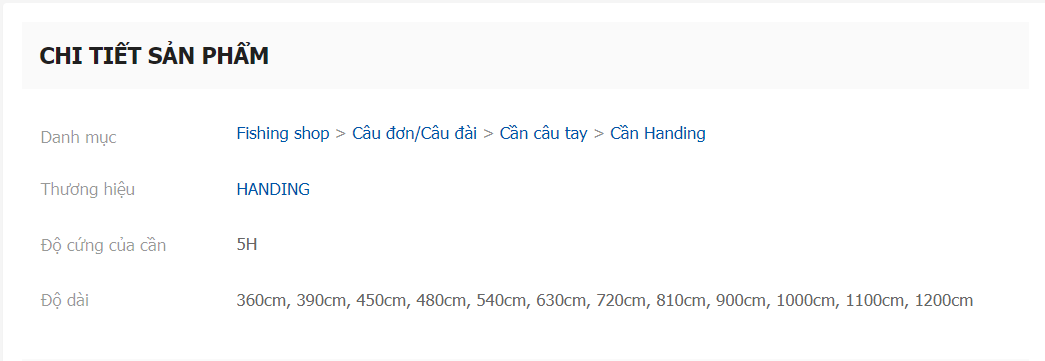 CHI TIẾT SẢN PHẨM
Danh mục Fishing shop > Câu đơn/Câu đài > Cần câu tay > Cần Handing
Thương hiệu HANDING
Độ cứng của cần 5H
Độ dài 360cm, 390cm, 450cm, 480cm, 540cm, 630cm, 720cm, 810cm, 900cm, 1000cm, 1100cm, 1200cm